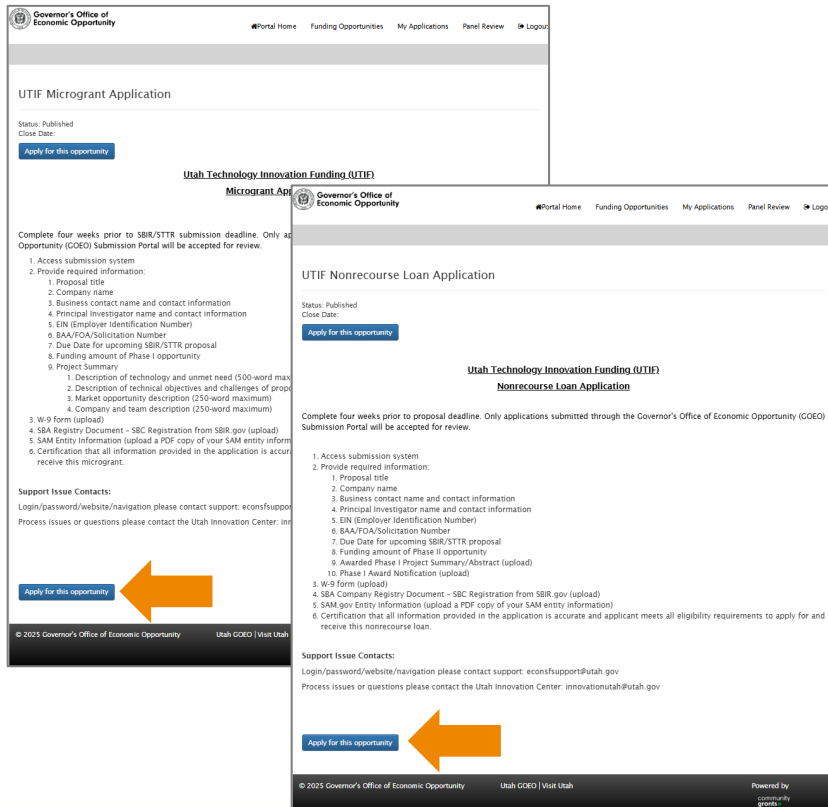 Governor's Office of
Economic Opportunity
Portal Home Funding Opportunities My Applications Panel Review Logout
UTIF Microgrant Application
Status: Published
Close Date:
Apply for this opportunity
Utah Technology Innovation Funding (UTIF)
Microgrant
Complete four weeks prior to SBIR/STTR submission deadline. Only
Opportunity (GOEO) Submission Portal will be accepted for review.
1. Access submission system
2. Provide required information:
1. Proposal title
2. Company name
3. Business contact name and contact information
4. Principal Investigator name and contact information
5. EIN (Employer Identification Number)
6. BAA/FOA/Solicitation Number
7. Due Date for upcoming SBIR/STTR proposal
8. Funding amount of Phase I opportunity
9. Project Summary
1. Description of technology and unmet need (500-word
2. Description of technical objectives and challenges of
3. Market opportunity description (250-word maximum)
4. Company and team description (250-word maximum)
3. W-9 form (upload)
4. SBA Registry Document – SBC Registration from SBIR.gov (upload)
5. SAM Entity Information (upload a PDF copy of your SAM entity
6. Certification that all information provided in the application is
receive this microgrant.
Support Issue Contacts:
Login/password/website/navigation please contact support:
Process issues or questions please contact the Utah Innovation Center:
Apply for this opportunity
© 2025 Governor's Office of Economic Opportunity Utah GOEO | Visit Utah
Governor's Office of
Economic Opportunity
Portal Home Funding Opportunities My Applications Panel Review
UTIF Nonrecourse Loan Application
Status: Published
Close Date:
Apply for this opportunity
Utah Technology Innovation Funding (UTIF)
Nonrecourse Loan Application
Complete four weeks prior to proposal deadline. Only applications submitted through the Governor's Office of Economic Opportunity (GOEO)
Submission Portal will be accepted for review.
1. Access submission system
2. Provide required information:
1. Proposal title
2. Company name
3. Business contact name and contact information
4. Principal Investigator name and contact information
5. EIN (Employer Identification Number)
6. BAA/FOA/Solicitation Number
7. Due Date for upcoming SBIR/STTR proposal
8. Funding amount of Phase II opportunity
9. Awarded Phase I Project Summary/Abstract (upload)
10. Phase I Award Notification (upload)
3. W-9 form (upload)
4. SBA Company Registry Document – SBC Registration from SBIR.gov (upload)
5. SAM.gov Entity Information (upload a PDF copy of your SAM entity information)
6. Certification that all information provided in the application is accurate and applicant meets all eligibility requirements to apply for and
receive this nonrecourse loan.
Support Issue Contacts:
Login/password/website/navigation please contact support: econsfsupport@utah.gov
Process issues or questions please contact the Utah Innovation Center: innovationutah@utah.gov
Apply for this opportunity
© 2025 Governor's Office of Economic Opportunity Utah GOEO | Visit Utah Powered by
community
grants